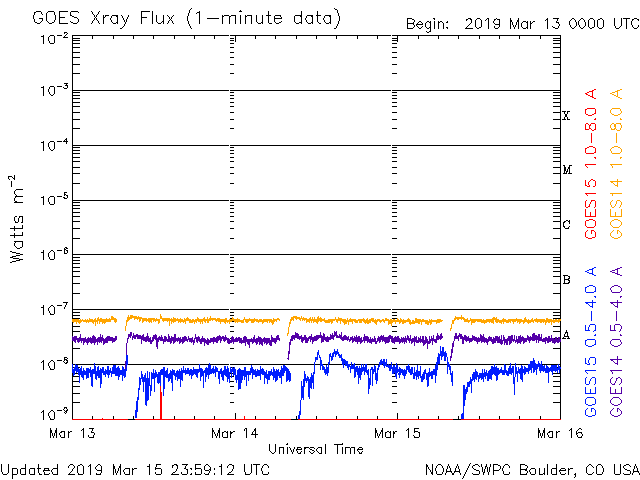 GOES Xray Flux (1-minute data)
Begin: 2019 Mar 13 0000 UTC
10⁻²
10⁻³
10⁻⁴
10⁻⁵
10⁻⁶
10⁻⁷
10⁻⁸
10⁻⁹
Watts m⁻²
X
M
C
B
A
GOES15 1.0-8.0 A
GOES14 1.0-8.0 A
GOES15 0.5-4.0 A
GOES14 0.5-4.0 A
Mar 13
Mar 14
Mar 15
Mar 16
Universal Time
Updated 2019 Mar 15 23:59:12 UTC
NOAA/SWPC Boulder, CO USA